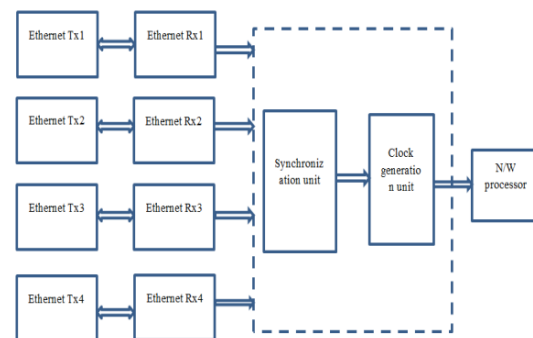 Ethernet Tx1
Ethernet Rx1
Ethernet Tx2
Ethernet Rx2
Synchroniz
ation unit
Clock
generatio
n unit
N/W
processor
Ethernet Tx3
Ethernet Rx3
Ethernet Tx4
Ethernet Rx4